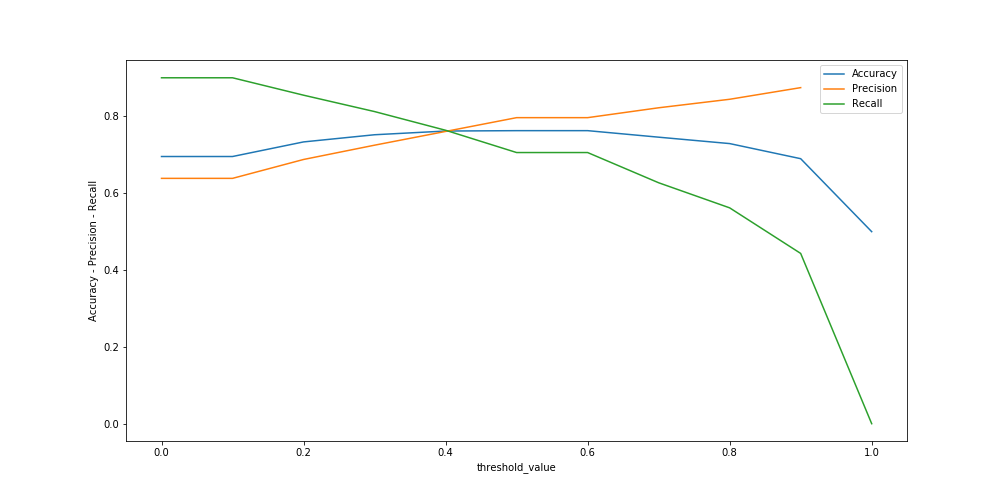 Accuracy
Precision
Recall
Accuracy - Precision - Recall
0.8
0.6
0.4
0.2
0.0
0.0 0.2 0.4 0.6 0.8 1.0
threshold_value